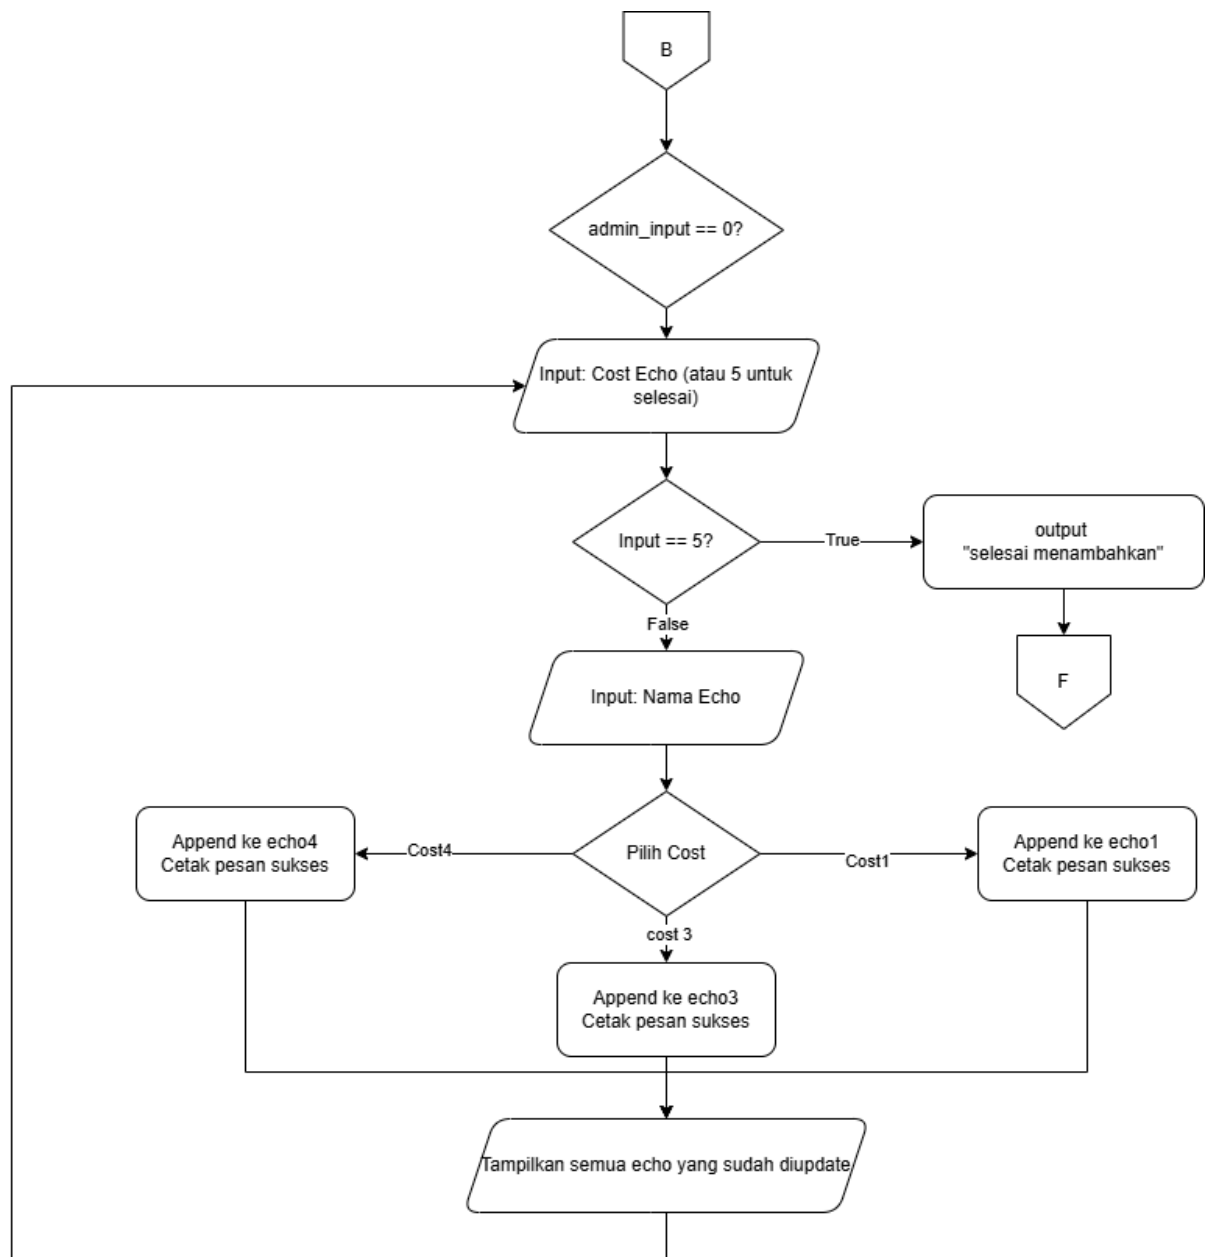 B
admin_input == 0?
Input: Cost Echo (atau 5 untuk
selesai)
Input == 5?
True
output
"selesai menambahkan"
False
F
Input: Nama Echo
Append ke echo4
Cetak pesan sukses
Cost4
Pilih Cost
Cost1
Append ke echo1
Cetak pesan sukses
cost 3
Append ke echo3
Cetak pesan sukses
Tampilkan semua echo yang sudah diupdate